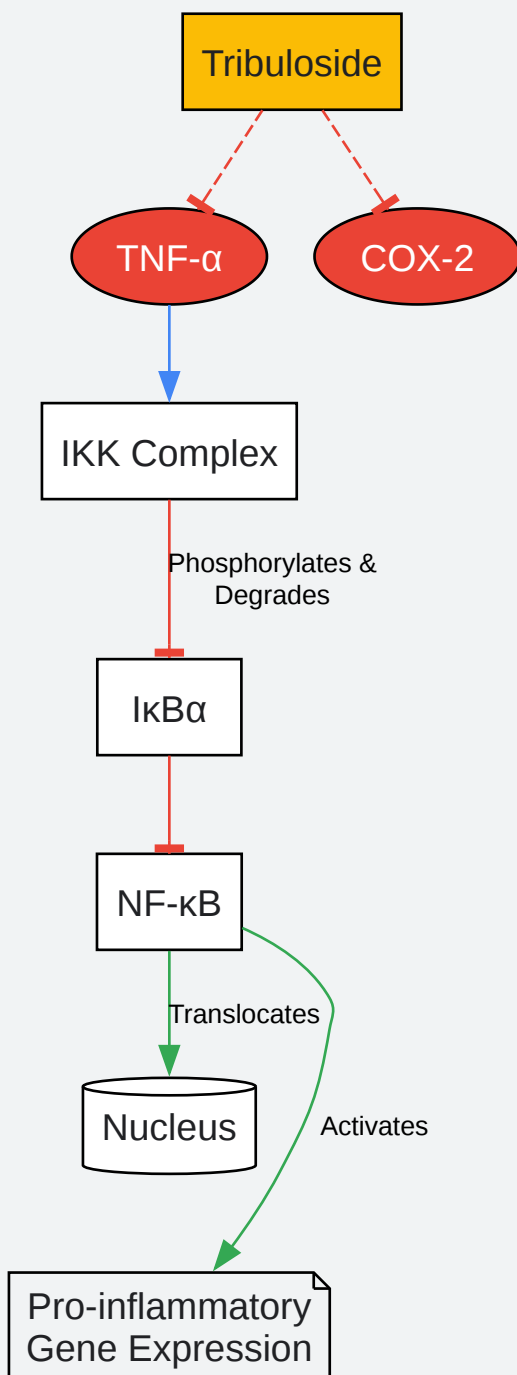 Tribuloside
TNF-α
COX-2
IKK Complex
Phosphorylates &
Degrades
IκBα
NF-κB
Translocates
Nucleus
Activates
Pro-inflammatory
Gene Expression